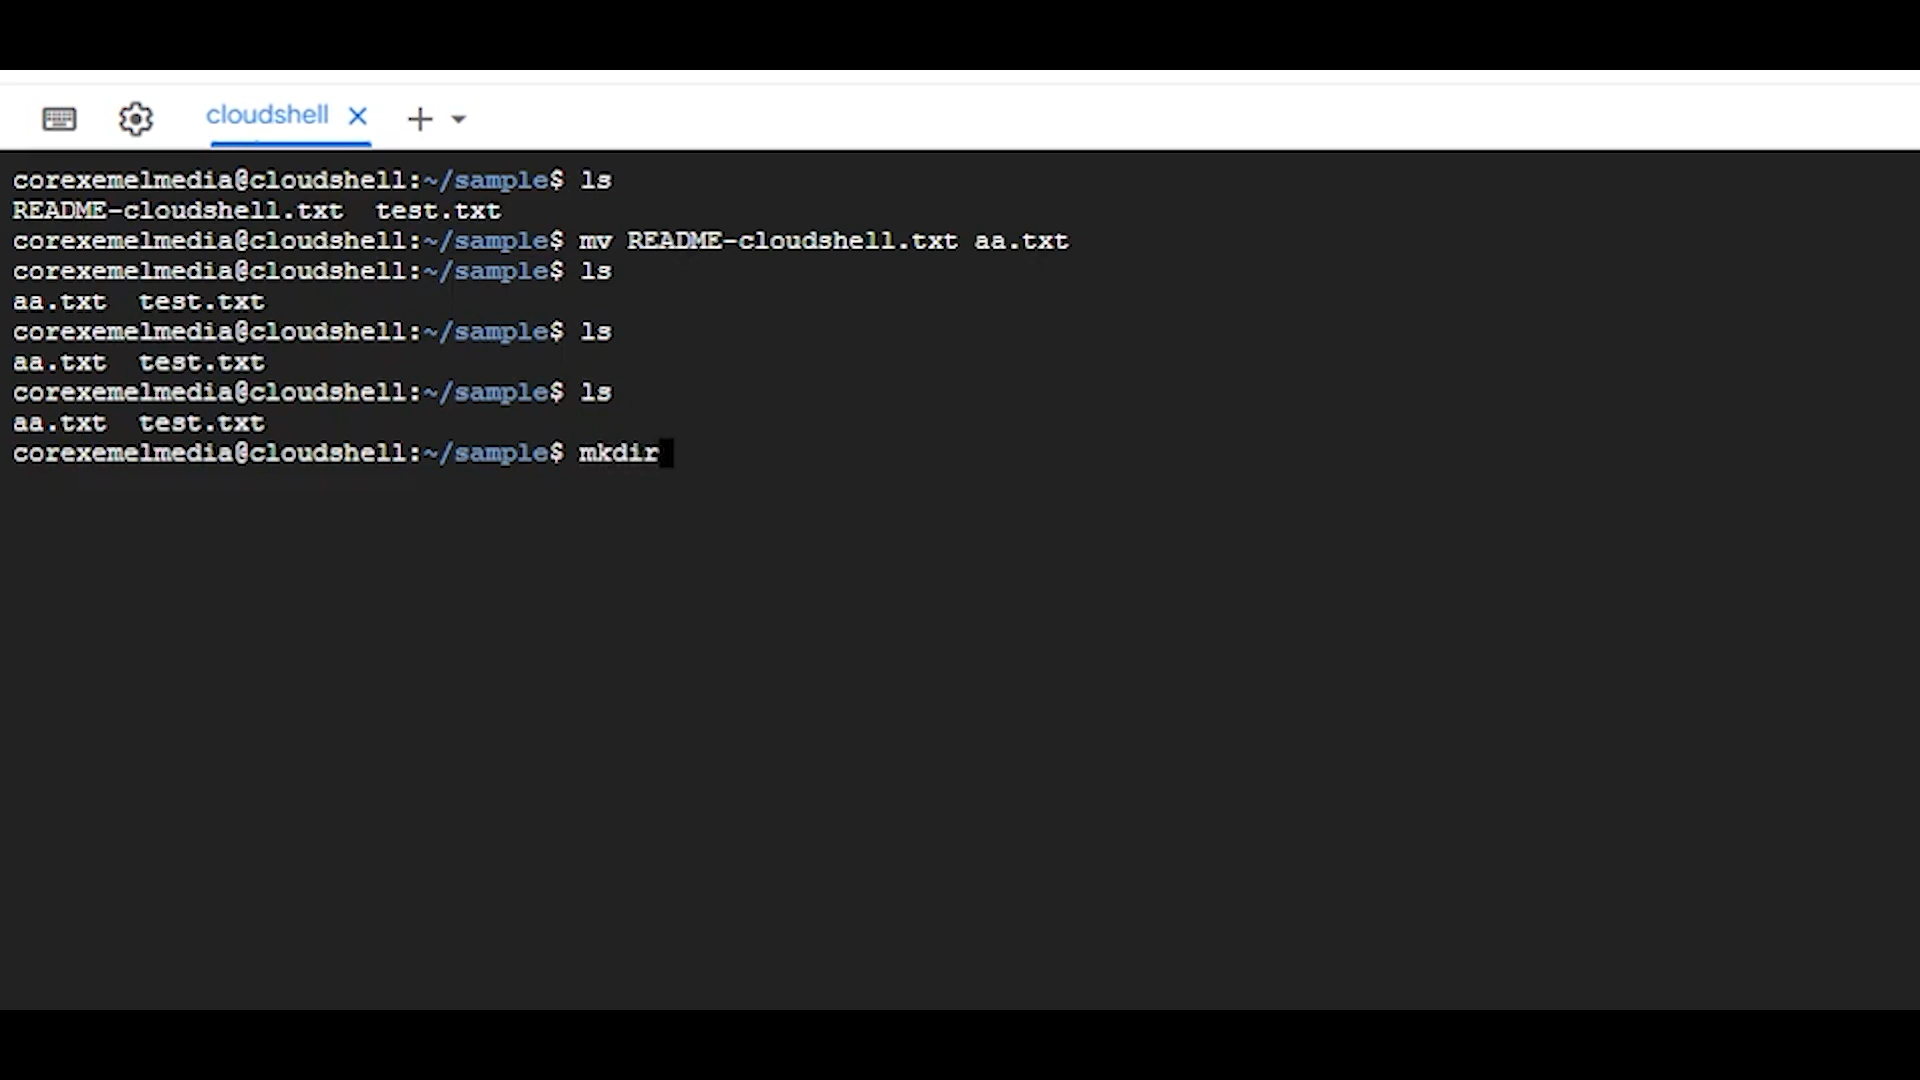 cloudshell
corexemelmedia@cloudshell:~/sample$ ls
README-cloudshell.txt  test.txt
corexemelmedia@cloudshell:~/sample$ mv README-cloudshell.txt aa.txt
corexemelmedia@cloudshell:~/sample$ ls
aa.txt  test.txt
corexemelmedia@cloudshell:~/sample$ ls
aa.txt  test.txt
corexemelmedia@cloudshell:~/sample$ ls
aa.txt  test.txt
corexemelmedia@cloudshell:~/sample$ mkdir